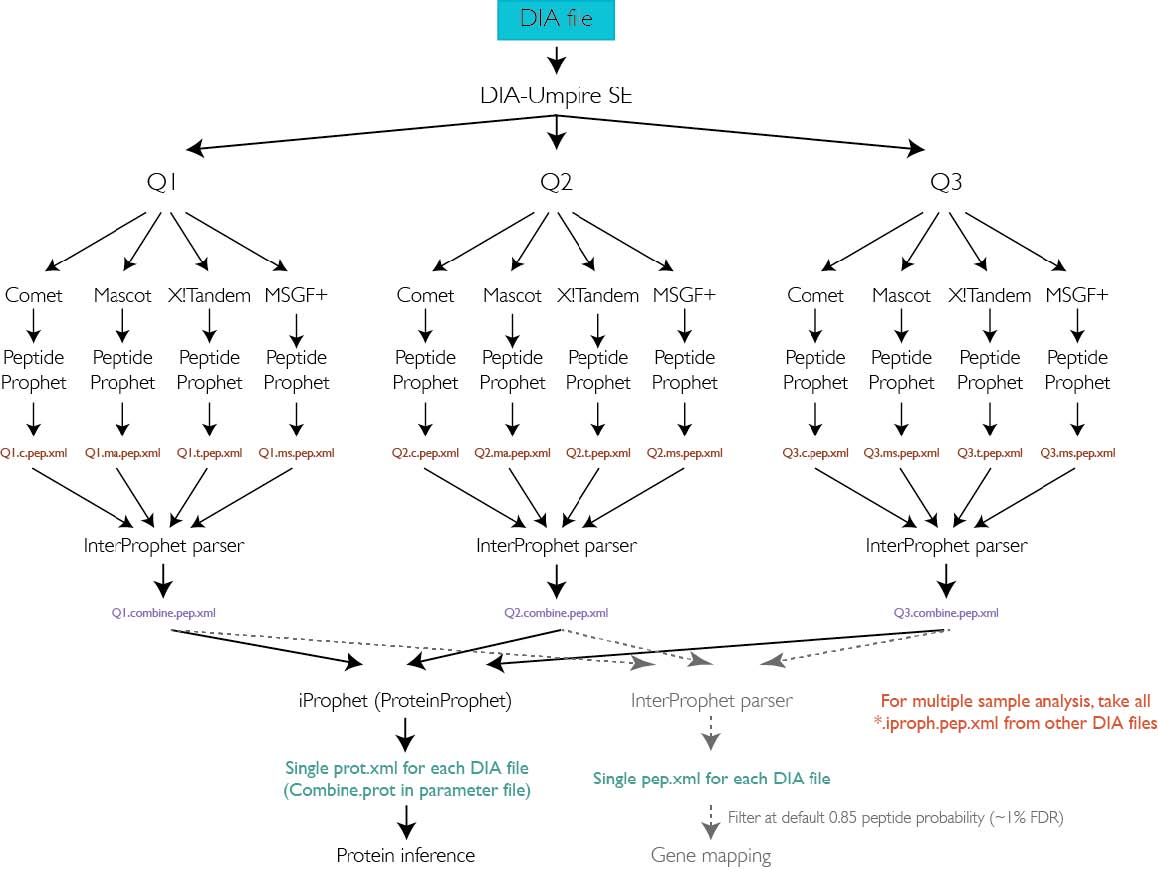 DIA file
DIA-Umpire SE
Q1 Q2 Q3
Comet Mascot X!Tandem MSGF+ Comet Mascot X!Tandem MSGF+ Comet Mascot X!Tandem MSGF+
Peptide Peptide Peptide Peptide Peptide Peptide Peptide Peptide Peptide Peptide Peptide Peptide
Prophet Prophet Prophet Prophet Prophet Prophet Prophet Prophet Prophet Prophet Prophet Prophet
Q1.c.pep.xml Q1.ma.pep.xml Q1.t.pep.xml Q1.ms.pep.xml Q2.c.pep.xml Q2.ma.pep.xml Q2.t.pep.xml Q2.ms.pep.xml Q3.c.pep.xml Q3.ms.pep.xml Q3.t.pep.xml Q3.ms.pep.xml
InterProphet parser InterProphet parser InterProphet parser
Q1.combine.pep.xml Q2.combine.pep.xml Q3.combine.pep.xml
iProphet (ProteinProphet) InterProphet parser
For multiple sample analysis, take all
*.iproph.pep.xml from other DIA files
Single prot.xml for each DIA file
(Combine.prot in parameter file)
Single pep.xml for each DIA file
Filter at default 0.85 peptide probability (~1% FDR)
Protein inference Gene mapping